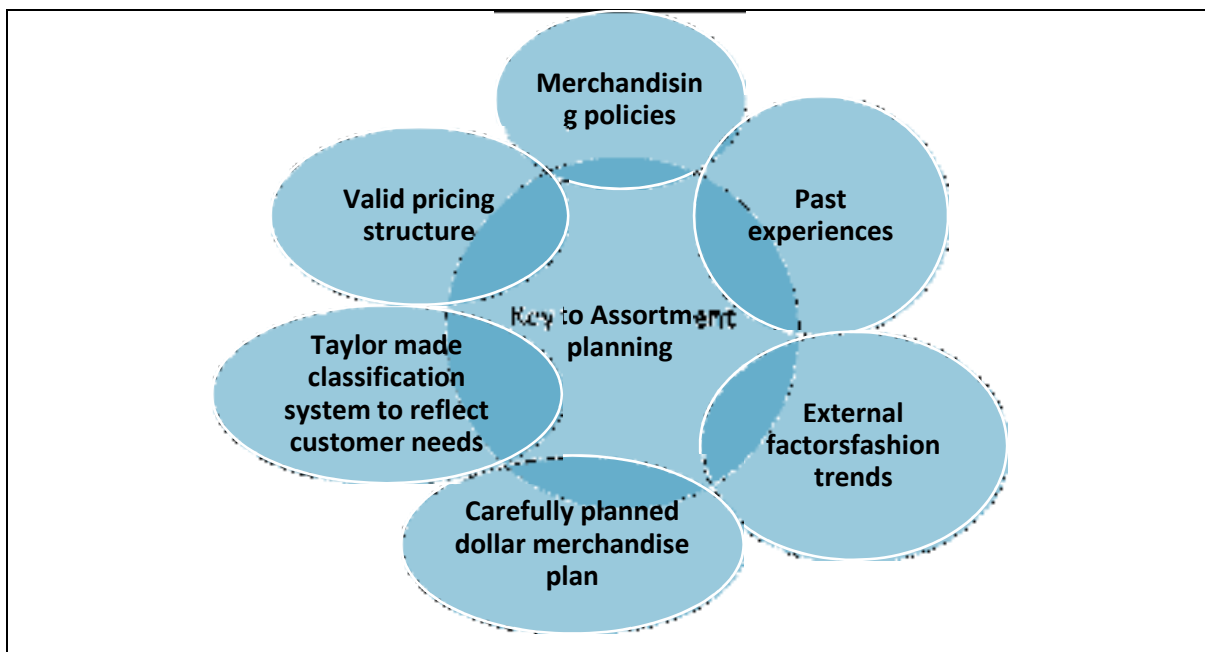 Merchandisin
g policies
Past
experiences
External
factorsfashion
trends
Carefully planned
dollar merchandise
plan
Taylor made
classification
system to reflect
customer needs
Valid pricing
structure
Key to Assortment
planning